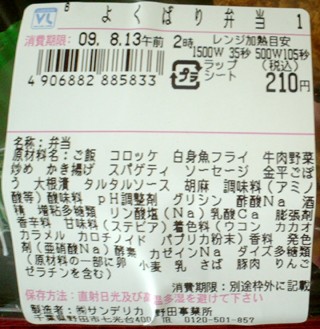 VL
8 よくばり弁当 1
消費期限: 09. 8.13午前 2時
レンジ加熱目安
1500W 35秒 500W105秒
ラップ
シート
(税込)
210円
4906882885833
名称:弁当
原材料名:ご飯 コロッケ 白身魚フライ 牛肉野菜
炒め かき揚げ スパゲティ ソーセージ 金平ごぼ
う 大根漬 タルタルソース 胡麻 調味料(アミノ
酸等) 酸味料 pH調整剤 グリシン 酢酸Na 酒
精 増粘多糖類 リン酸塩(Na) 乳酸Ca 膨張剤
香辛料 甘味料(ステビア) 着色料(ウコン カカオ
カラメル カロチノイド パプリカ粉末) 香料 発色
剤(亜硝酸Na) 酵素 カゼインNa ダイズ多糖類
(原材料の一部に卵 小麦 乳 さば 豚肉 りんご
ゼラチンを含む)
消費期限:別途枠外に記載
保存方法:直射日光及び高温多湿を避けて下さい
製造者:㈱サンデリカ 野田事業所
千葉県野田市七光台400 TEL 0120-501-857